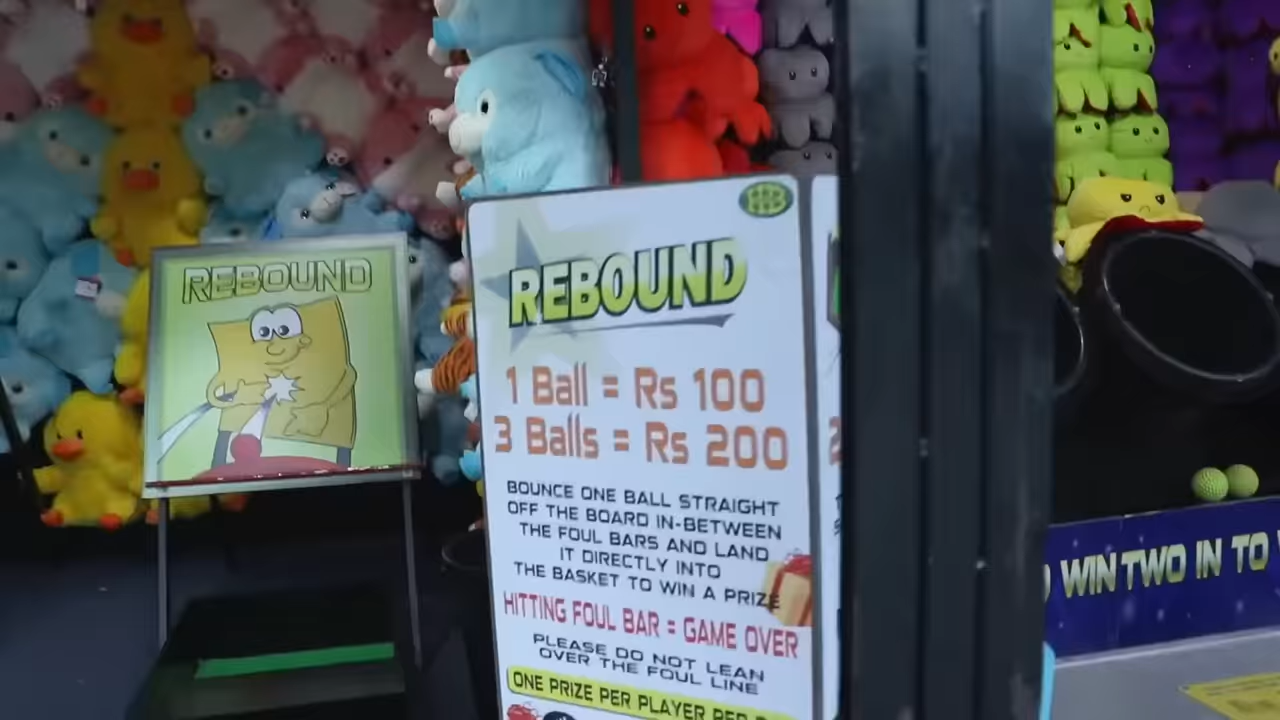 REBOUND
REBOUND
1 Ball = Rs 100
3 Balls = Rs 200
BOUNCE ONE BALL STRAIGHT
OFF THE BOARD IN-BETWEEN
THE FOUL BARS AND LAND
IT DIRECTLY INTO
THE BASKET TO WIN A PRIZE
HITTING FOUL BAR = GAME OVER
PLEASE DO NOT LEAN
OVER THE FOUL LINE
ONE PRIZE PER PLAYER PER
WIN TWO IN TO